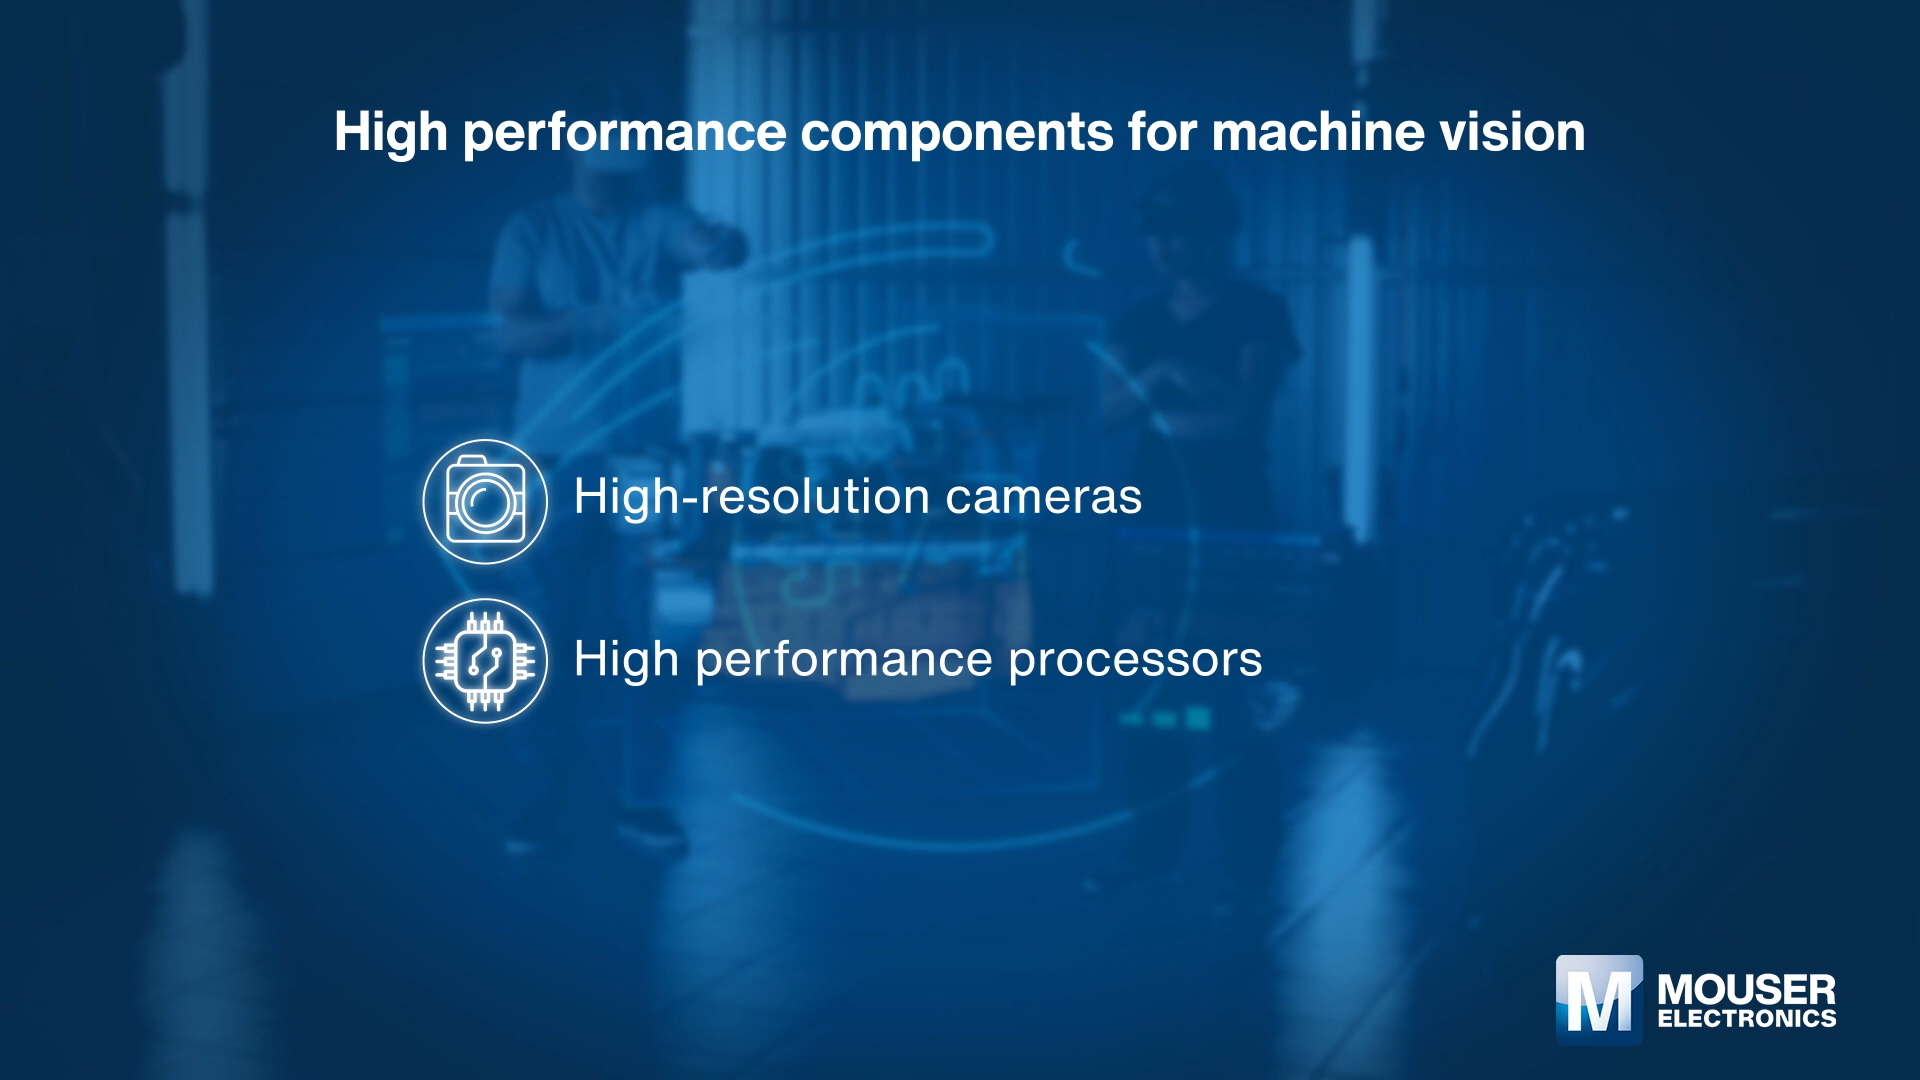 High performance components for machine vision
High-resolution cameras
High performance processors
M
MOUSER
ELECTRONICS